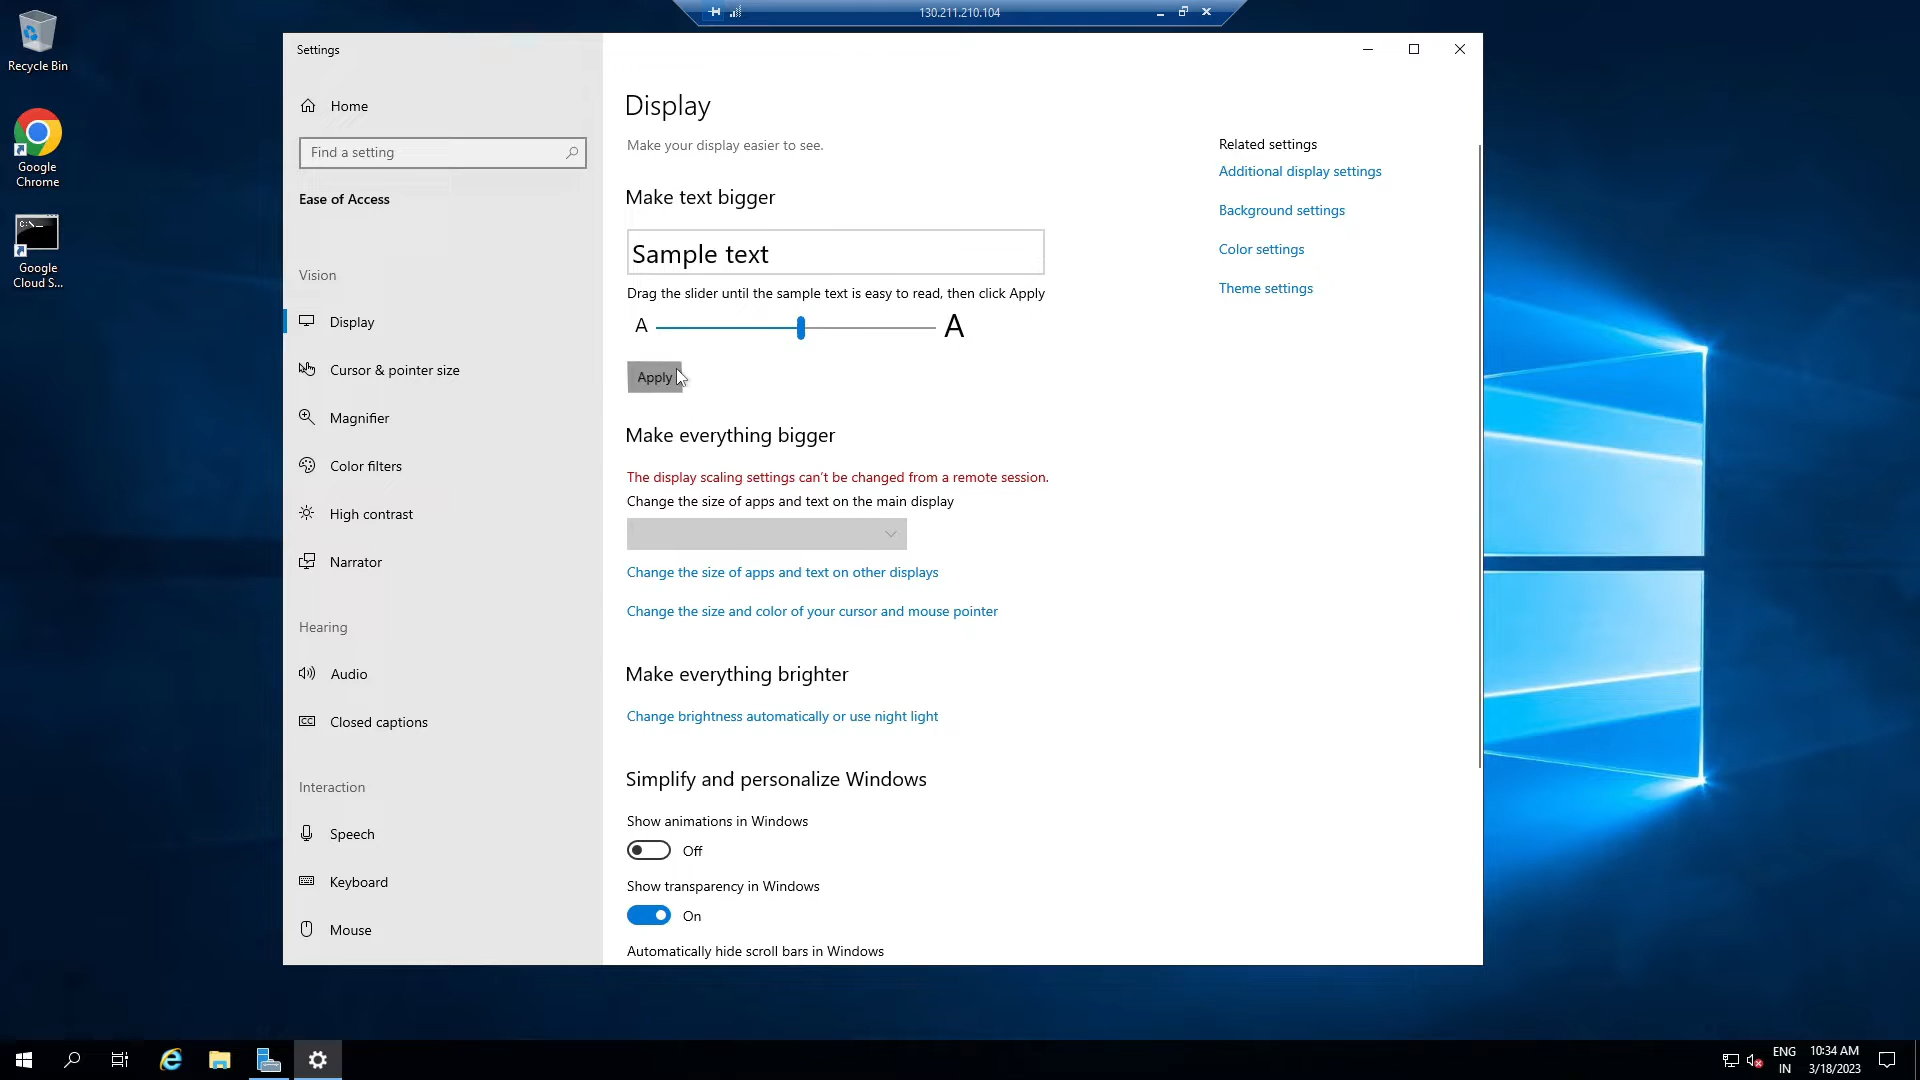 130.211.210.104
Recycle Bin
Google
Chrome
Google
Cloud S...
Settings
Home
Find a setting
Ease of Access
Vision
Display
Cursor & pointer size
Magnifier
Color filters
High contrast
Narrator
Hearing
Audio
Closed captions
Interaction
Speech
Keyboard
Mouse
Display
Make your display easier to see.
Make text bigger
Sample text
Drag the slider until the sample text is easy to read, then click Apply
A A
Apply
Make everything bigger
The display scaling settings can't be changed from a remote session.
Change the size of apps and text on the main display
Change the size of apps and text on other displays
Change the size and color of your cursor and mouse pointer
Make everything brighter
Change brightness automatically or use night light
Simplify and personalize Windows
Show animations in Windows
Off
Show transparency in Windows
On
Automatically hide scroll bars in Windows
Related settings
Additional display settings
Background settings
Color settings
Theme settings
ENG
IN
10:34 AM
3/18/2023